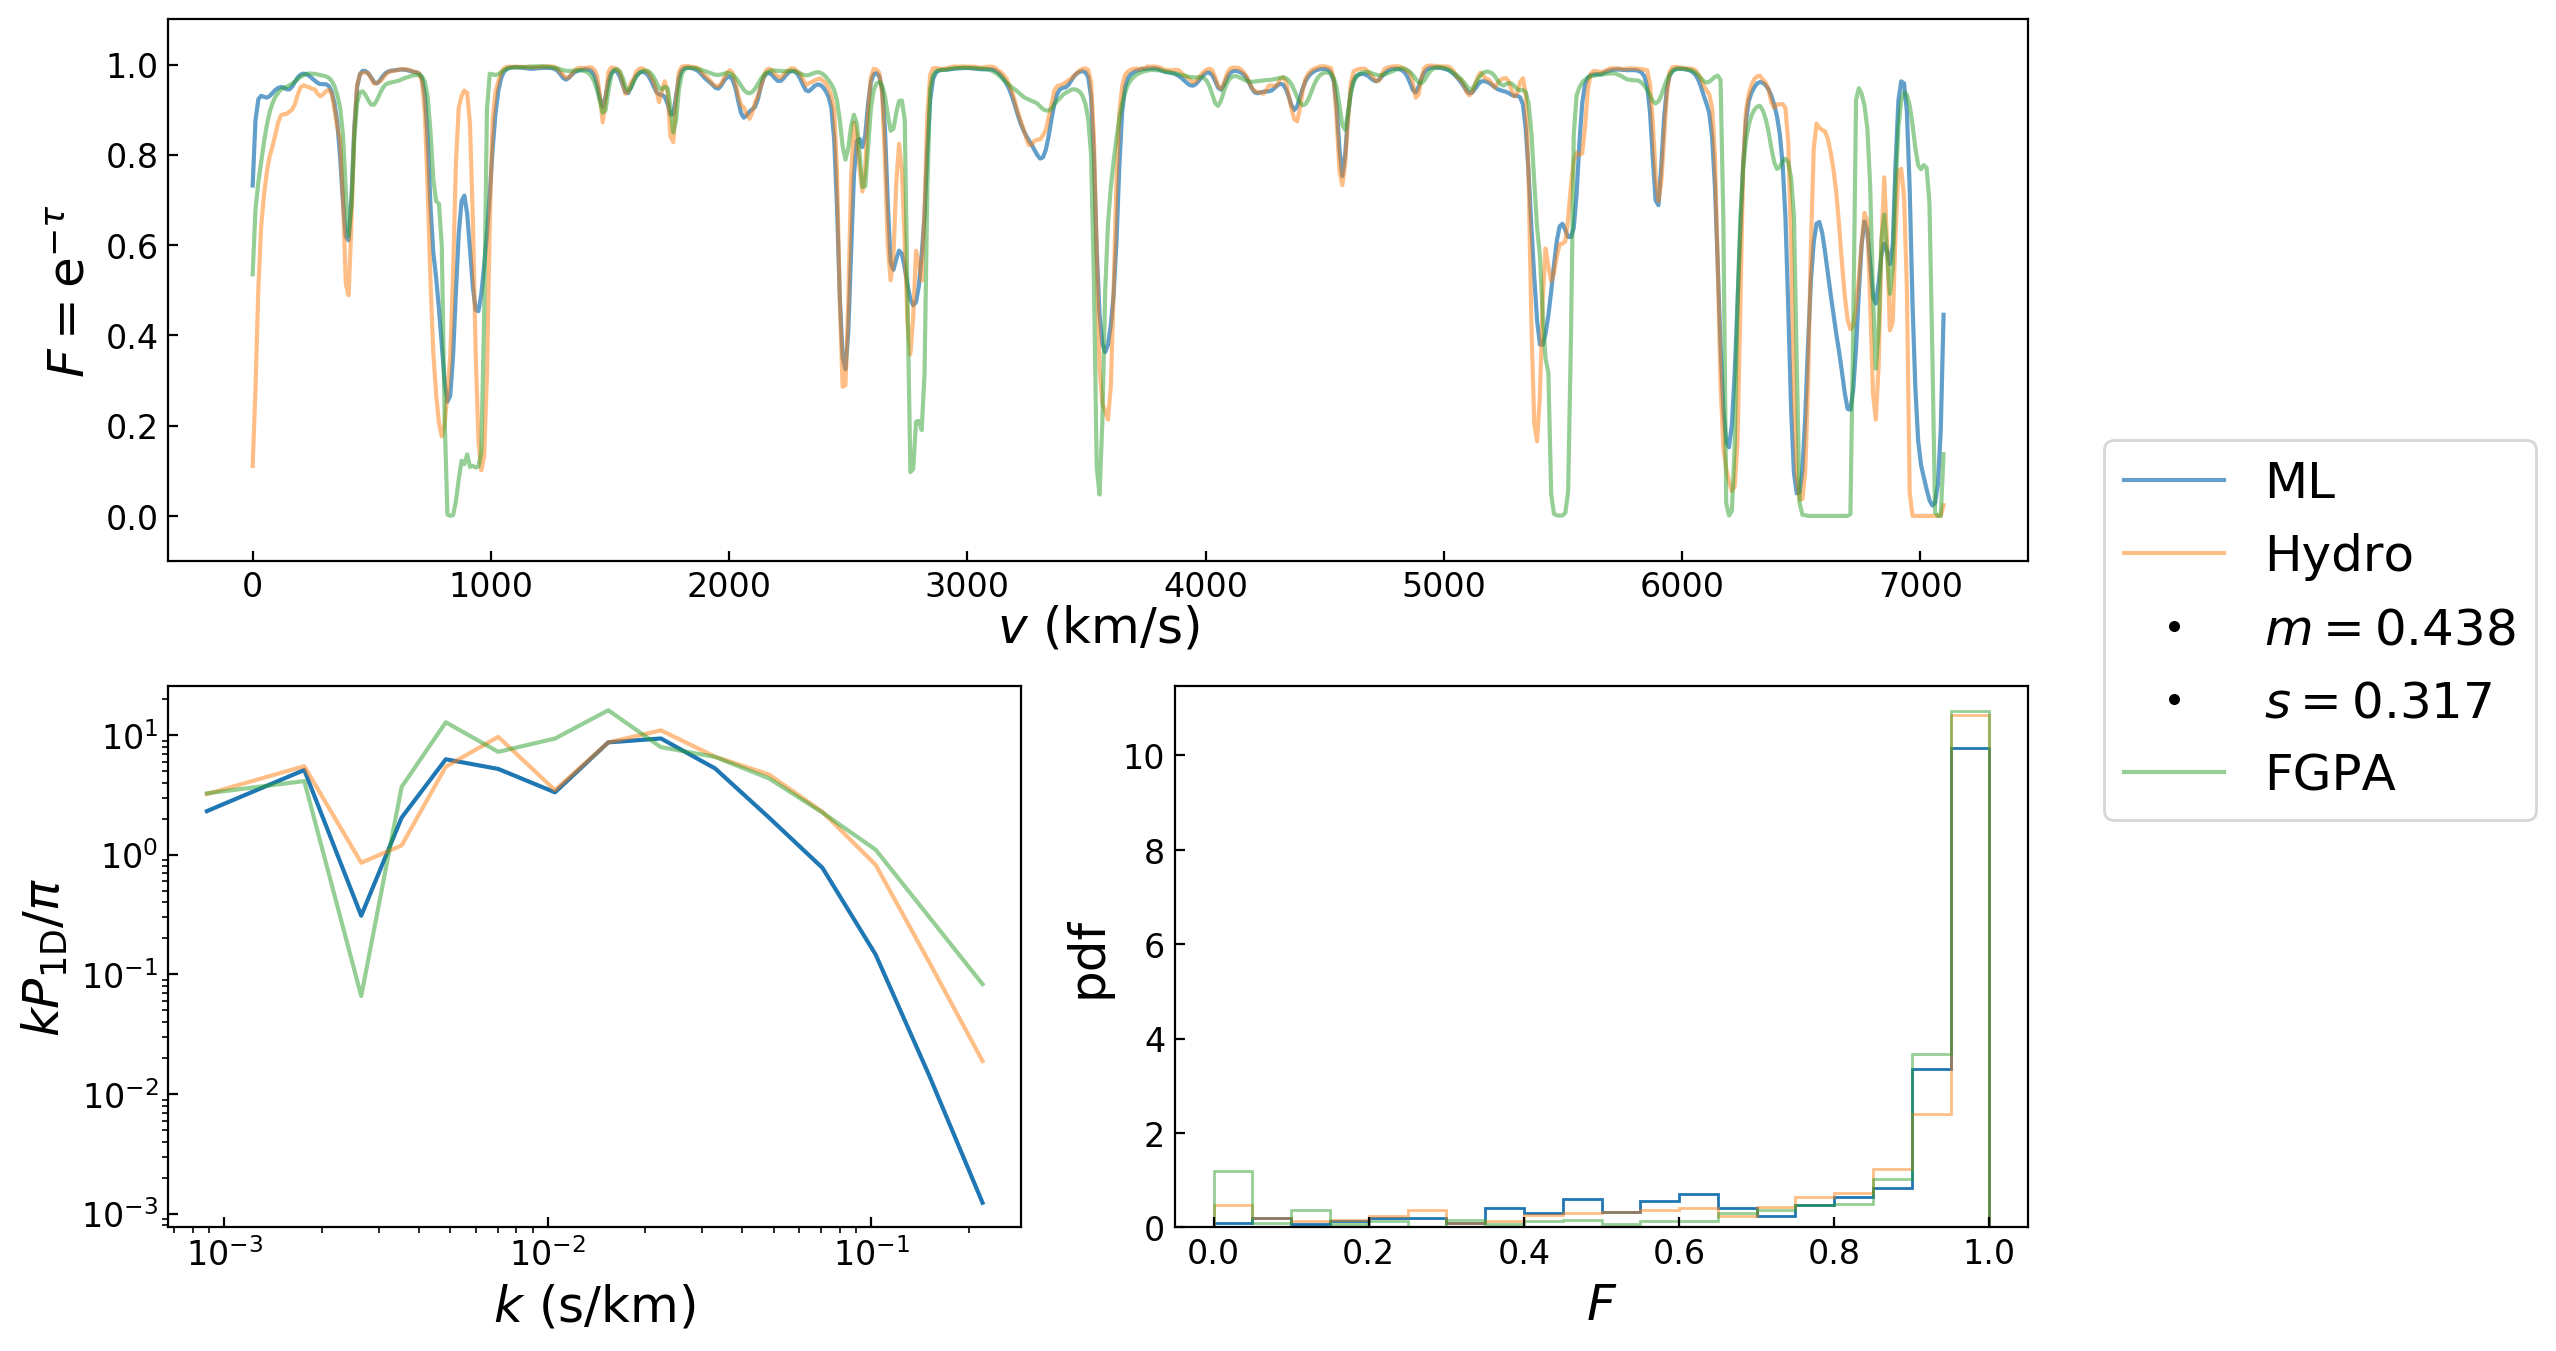 1.0
0.8
0.6
0.4
0.2
0.0
F = e^{−τ}
0 1000 2000 3000 4000 5000 6000 7000
v (km/s)
ML
Hydro
m = 0.438
s = 0.317
FGPA
10^1
10^0
10^{−1}
10^{−2}
10^{−3}
kP_{1D}/π
10^{−3} 10^{−2} 10^{−1}
k (s/km)
10
8
6
4
2
0
pdf
0.0 0.2 0.4 0.6 0.8 1.0
F